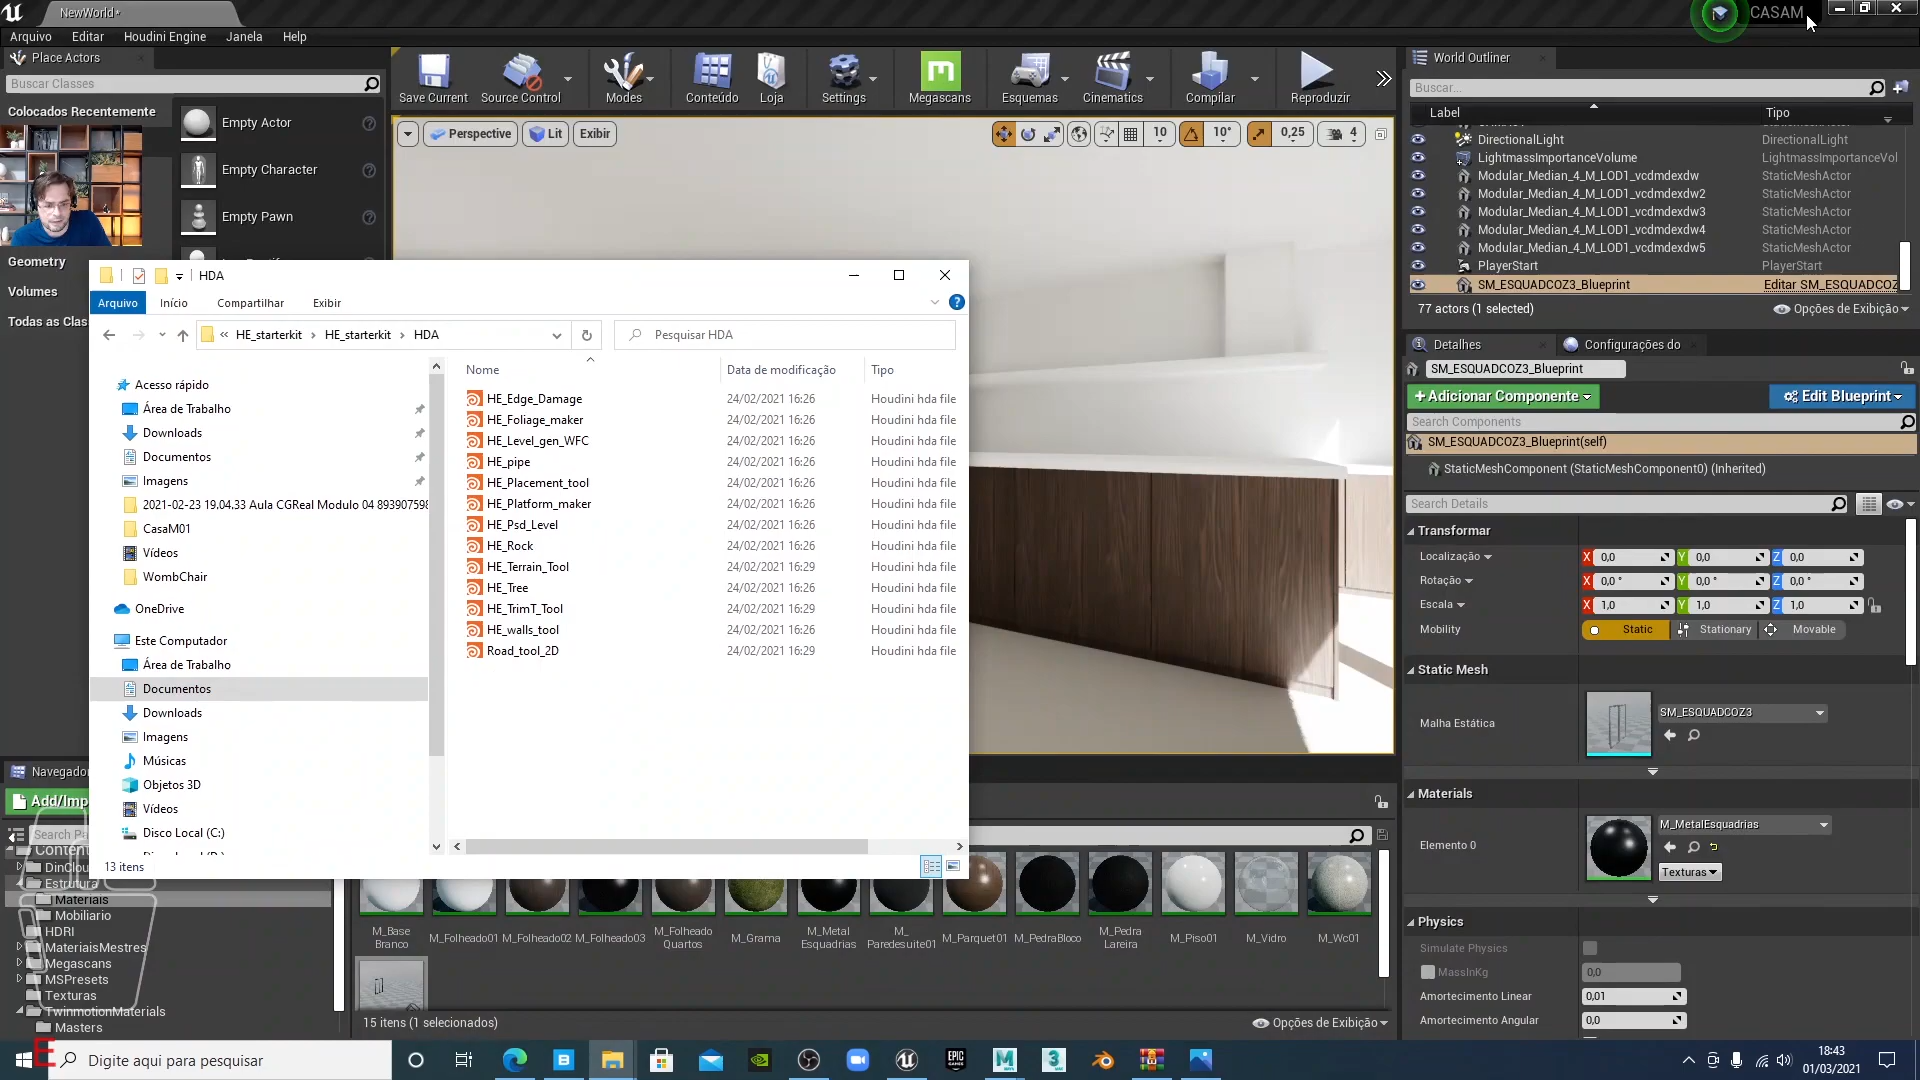 NewWorld*
CASAM
Arquivo Editar Houdini Engine Janela Help
Place Actors
Buscar Classes
Colocados Recentemente
Geometry
Volumes
Todas as Clas
Empty Actor
Empty Character
Empty Pawn
Save Current
Source Control
Modes
Conteúdo
Loja
Settings
Megascans
Esquemas
Cinematics
Compilar
Reproduzir
Perspective
Lit
Exibir
10
10°
0,25
4
World Outliner
Buscar...
Label Tipo
DirectionalLight DirectionalLight
LightmassImportanceVolume LightmassImportanceVol
Modular_Median_4_M_LOD1_vcdmdexdw StaticMeshActor
Modular_Median_4_M_LOD1_vcdmdexdw2 StaticMeshActor
Modular_Median_4_M_LOD1_vcdmdexdw3 StaticMeshActor
Modular_Median_4_M_LOD1_vcdmdexdw4 StaticMeshActor
Modular_Median_4_M_LOD1_vcdmdexdw5 StaticMeshActor
PlayerStart PlayerStart
SM_ESQUADCOZ3_Blueprint Editar SM_ESQUADCOZ
77 actors (1 selected)
Opções de Exibição
HDA
Arquivo Início Compartilhar Exibir
« HE_starterkit › HE_starterkit › HDA
Pesquisar HDA
Acesso rápido
Área de Trabalho
Downloads
Documentos
Imagens
2021-02-23 19.04.33 Aula CGReal Modulo 04 893907598
CasaM01
Vídeos
WombChair
OneDrive
Este Computador
Área de Trabalho
Documentos
Downloads
Imagens
Músicas
Objetos 3D
Vídeos
Disco Local (C:)
Nome Data de modificação Tipo
HE_Edge_Damage 24/02/2021 16:26 Houdini hda file
HE_Foliage_maker 24/02/2021 16:26 Houdini hda file
HE_Level_gen_WFC 24/02/2021 16:26 Houdini hda file
HE_pipe 24/02/2021 16:26 Houdini hda file
HE_Placement_tool 24/02/2021 16:26 Houdini hda file
HE_Platform_maker 24/02/2021 16:26 Houdini hda file
HE_Psd_Level 24/02/2021 16:26 Houdini hda file
HE_Rock 24/02/2021 16:26 Houdini hda file
HE_Terrain_Tool 24/02/2021 16:29 Houdini hda file
HE_Tree 24/02/2021 16:26 Houdini hda file
HE_TrimT_Tool 24/02/2021 16:29 Houdini hda file
HE_walls_tool 24/02/2021 16:26 Houdini hda file
Road_tool_2D 24/02/2021 16:29 Houdini hda file
13 itens
Detalhes
Configurações do
SM_ESQUADCOZ3_Blueprint
+ Adicionar Componente
Edit Blueprint
Search Components
SM_ESQUADCOZ3_Blueprint(self)
StaticMeshComponent (StaticMeshComponent0) (Inherited)
Search Details
Transformar
Localização X 0,0 Y 0,0 Z 0,0
Rotação X 0,0 ° Y 0,0 ° Z 0,0 °
Escala X 1,0 Y 1,0 Z 1,0
Mobility Static Stationary Movable
Static Mesh
Malha Estática
SM_ESQUADCOZ3
Materials
Elemento 0
M_MetalEsquadrias
Texturas
Physics
Simulate Physics
MassInKg 0,0
Amortecimento Linear 0,01
Amortecimento Angular 0,0
Navegador
Add/Imp
Search Pa
Content
DinClou
Estrutura
Materiais
Mobiliario
HDRI
MateriaisMestres
Megascans
MSPresets
Texturas
TwinmotionMaterials
Masters
M_Base
Branco
M_Folheado01
M_Folheado02
M_Folheado03
M_Folheado
Quartos
M_Grama
M_Metal
Esquadrias
M_
Paredesuite01
M_Parquet01
M_PedraBloco
M_Pedra
Lareira
M_Piso01
M_Vidro
M_Wc01
15 itens (1 selecionados)
Opções de Exibição
E
Digite aqui para pesquisar
EPIC
GAMES
18:43
01/03/2021